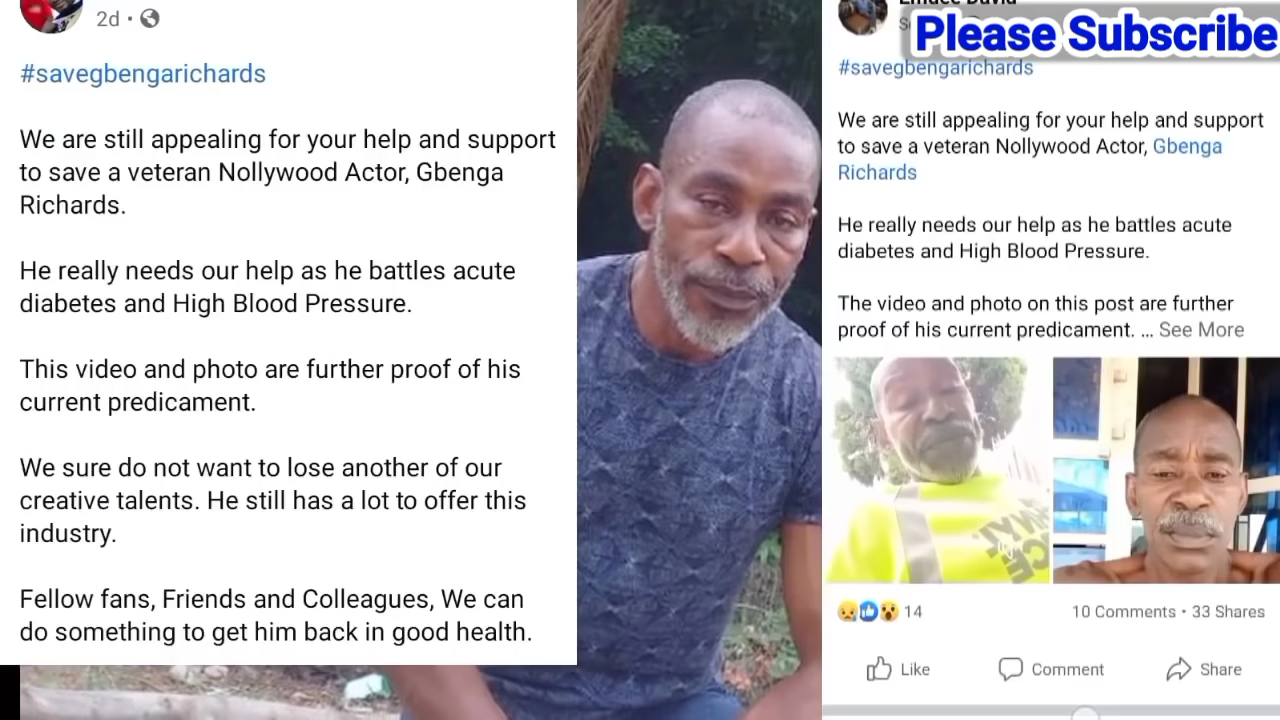 2d ·
#savegbengarichards
We are still appealing for your help and support
to save a veteran Nollywood Actor, Gbenga
Richards.
He really needs our help as he battles acute
diabetes and High Blood Pressure.
This video and photo are further proof of his
current predicament.
We sure do not want to lose another of our
creative talents. He still has a lot to offer this
industry.
Fellow fans, Friends and Colleagues, We can
do something to get him back in good health.
David
Please Subscribe
#savegbengarichards
We are still appealing for your help and support
to save a veteran Nollywood Actor, Gbenga
Richards
He really needs our help as he battles acute
diabetes and High Blood Pressure.
The video and photo on this post are further
proof of his current predicament. ... See More
14
10 Comments · 33 Shares
Like
Comment
Share